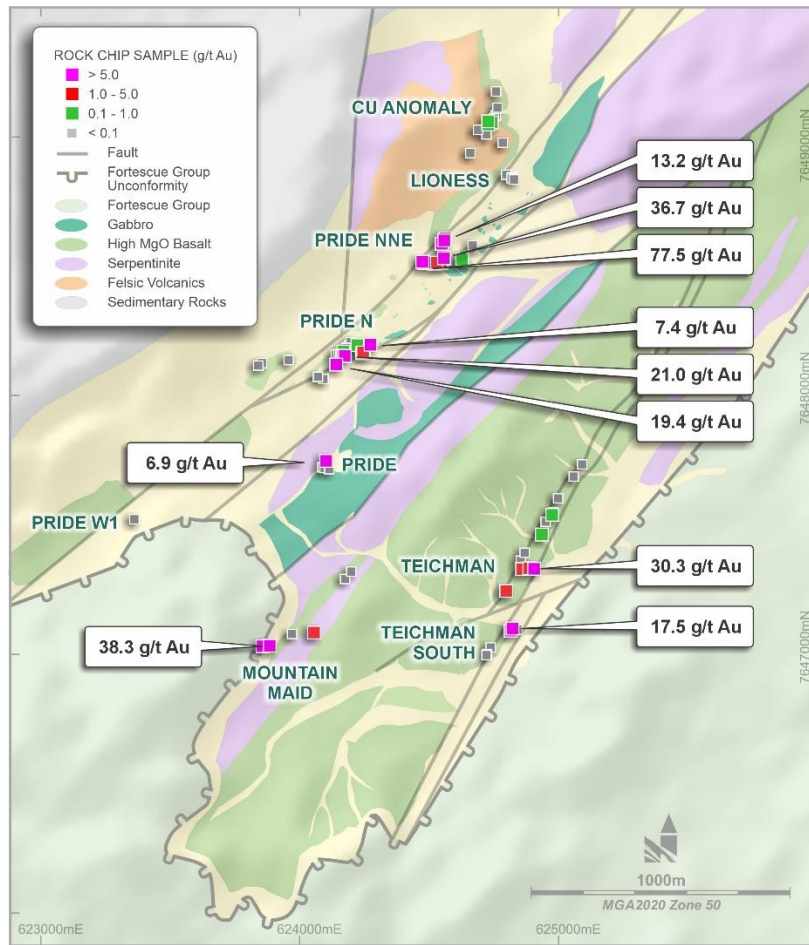 ROCK CHIP SAMPLE (g/t Au)
> 5.0
1.0 - 5.0
0.1 - 1.0
< 0.1
Fault
Fortescue Group
Unconformity
Fortescue Group
Gabbro
High MgO Basalt
Serpentinite
Felsic Volcanics
Sedimentary Rocks
CU ANOMALY
LIONESS
PRIDE NNE
PRIDE N
PRIDE
PRIDE W1
TEICHMAN
TEICHMAN
SOUTH
MOUNTAIN
MAID
13.2 g/t Au
36.7 g/t Au
77.5 g/t Au
7.4 g/t Au
21.0 g/t Au
19.4 g/t Au
6.9 g/t Au
30.3 g/t Au
17.5 g/t Au
38.3 g/t Au
7649000mN
7648000mN
7647000mN
1000m
MGA2020 Zone 50
623000mE
624000mE
625000mE